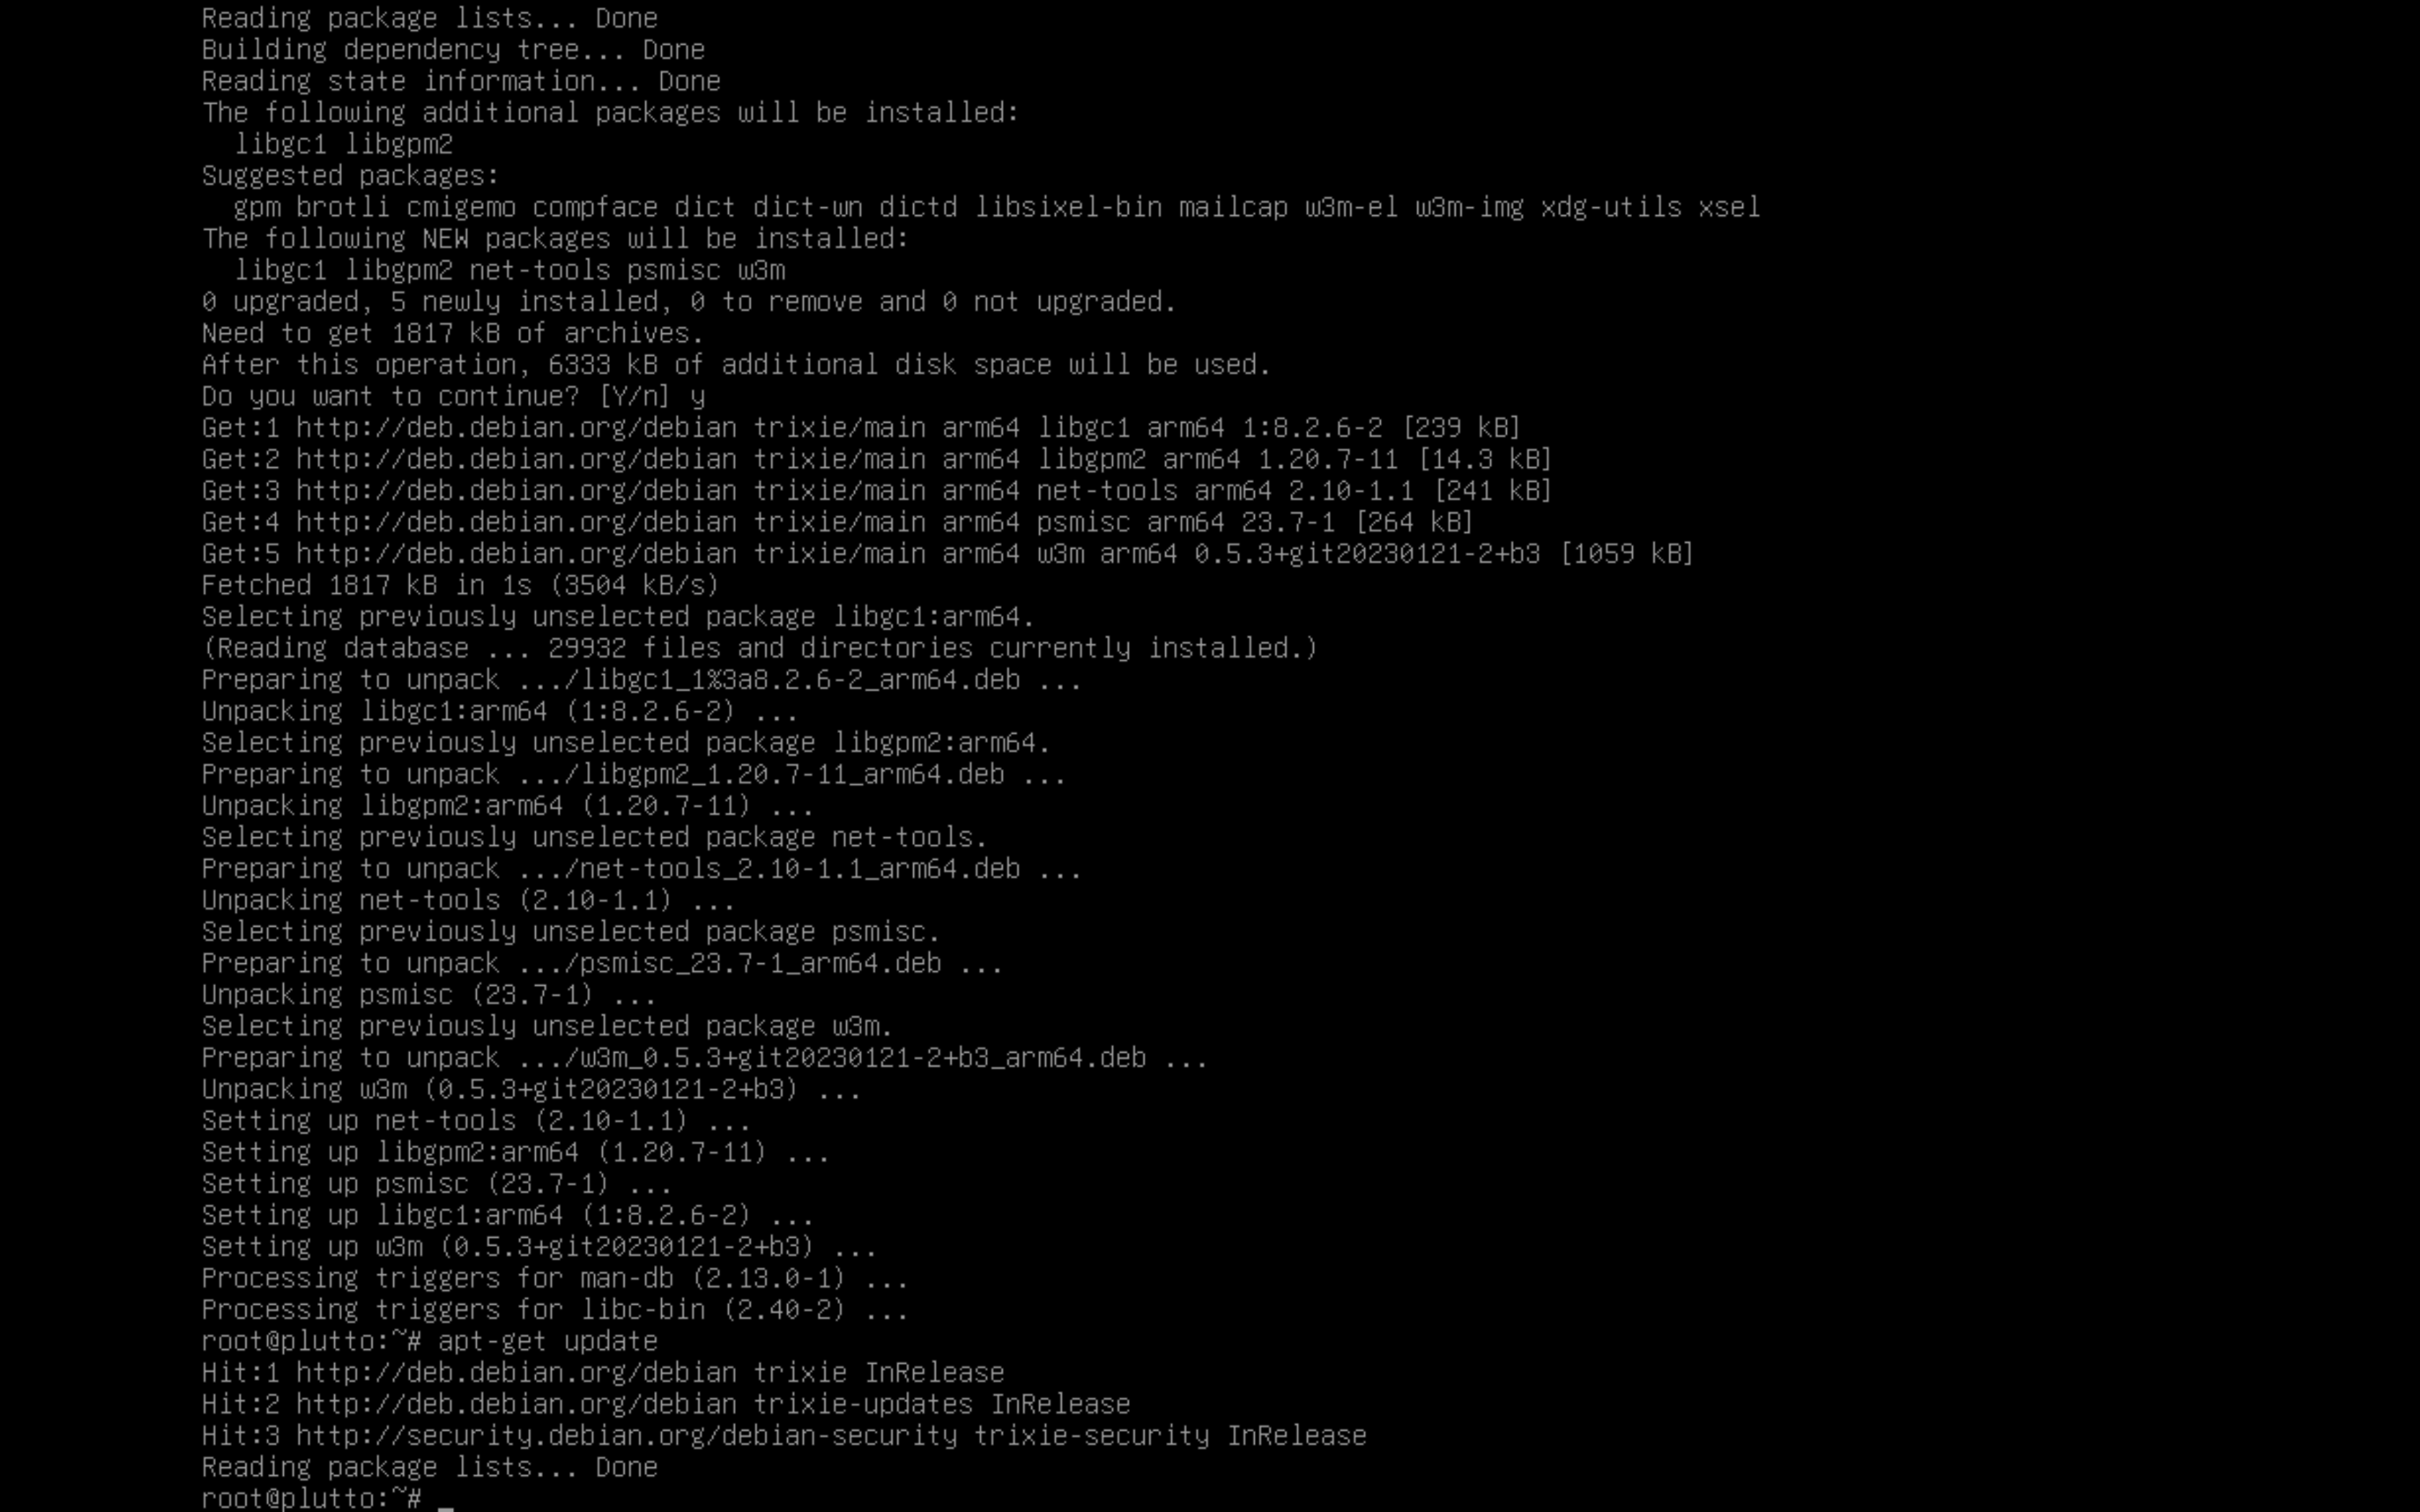 Reading package lists... Done
Building dependency tree... Done
Reading state information... Done
The following additional packages will be installed:
  libgc1 libgpm2
Suggested packages:
  gpm brotli cmigemo compface dict dict-wn dictd libsixel-bin mailcap w3m-el w3m-img xdg-utils xsel
The following NEW packages will be installed:
  libgc1 libgpm2 net-tools psmisc w3m
0 upgraded, 5 newly installed, 0 to remove and 0 not upgraded.
Need to get 1817 kB of archives.
After this operation, 6333 kB of additional disk space will be used.
Do you want to continue? [Y/n] y
Get:1 http://deb.debian.org/debian trixie/main arm64 libgc1 arm64 1:8.2.6-2 [239 kB]
Get:2 http://deb.debian.org/debian trixie/main arm64 libgpm2 arm64 1.20.7-11 [14.3 kB]
Get:3 http://deb.debian.org/debian trixie/main arm64 net-tools arm64 2.10-1.1 [241 kB]
Get:4 http://deb.debian.org/debian trixie/main arm64 psmisc arm64 23.7-1 [264 kB]
Get:5 http://deb.debian.org/debian trixie/main arm64 w3m arm64 0.5.3+git20230121-2+b3 [1059 kB]
Fetched 1817 kB in 1s (3504 kB/s)
Selecting previously unselected package libgc1:arm64.
(Reading database ... 29932 files and directories currently installed.)
Preparing to unpack .../libgc1_1%3a8.2.6-2_arm64.deb ...
Unpacking libgc1:arm64 (1:8.2.6-2) ...
Selecting previously unselected package libgpm2:arm64.
Preparing to unpack .../libgpm2_1.20.7-11_arm64.deb ...
Unpacking libgpm2:arm64 (1.20.7-11) ...
Selecting previously unselected package net-tools.
Preparing to unpack .../net-tools_2.10-1.1_arm64.deb ...
Unpacking net-tools (2.10-1.1) ...
Selecting previously unselected package psmisc.
Preparing to unpack .../psmisc_23.7-1_arm64.deb ...
Unpacking psmisc (23.7-1) ...
Selecting previously unselected package w3m.
Preparing to unpack .../w3m_0.5.3+git20230121-2+b3_arm64.deb ...
Unpacking w3m (0.5.3+git20230121-2+b3) ...
Setting up net-tools (2.10-1.1) ...
Setting up libgpm2:arm64 (1.20.7-11) ...
Setting up psmisc (23.7-1) ...
Setting up libgc1:arm64 (1:8.2.6-2) ...
Setting up w3m (0.5.3+git20230121-2+b3) ...
Processing triggers for man-db (2.13.0-1) ...
Processing triggers for libc-bin (2.40-2) ...
root@plutto:~# apt-get update
Hit:1 http://deb.debian.org/debian trixie InRelease
Hit:2 http://deb.debian.org/debian trixie-updates InRelease
Hit:3 http://security.debian.org/debian-security trixie-security InRelease
Reading package lists... Done
root@plutto:~# _